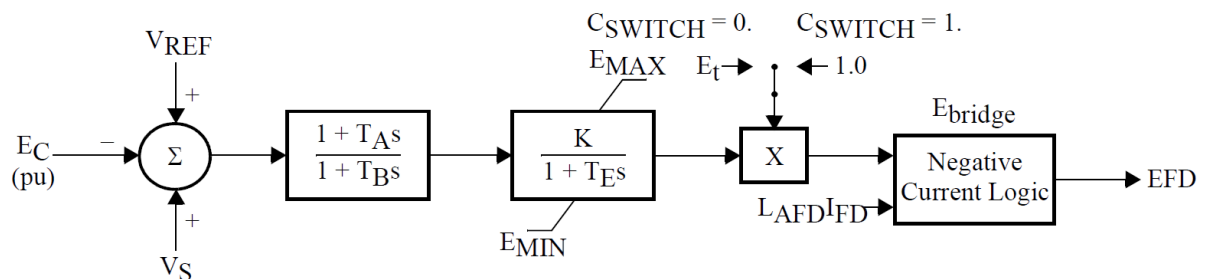 CSWITCH = 0. CSWITCH = 1.
VREF
EMAX
Et
1.0
+
Ebridge
EC
(pu)
–
Σ
1 + TAs
1 + TBs
K
1 + TEs
X
Negative
Current Logic
EFD
+
LAFDIFD
EMIN
VS